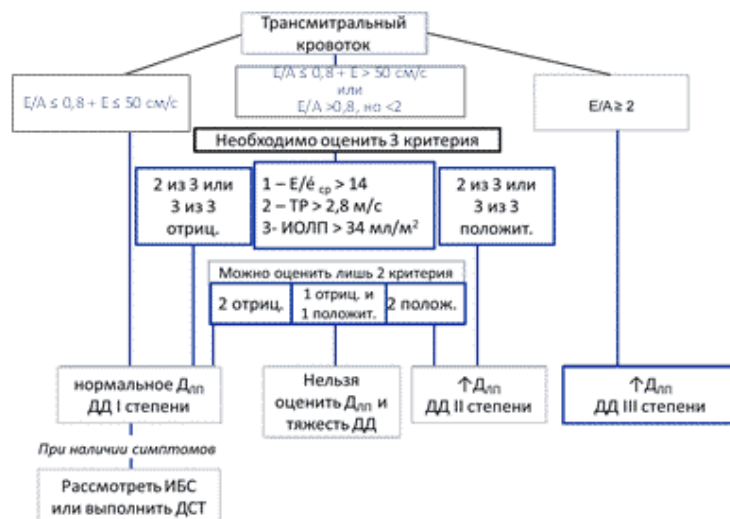 Трансмитральный
кровоток
E/A ≤ 0,8 + E ≤ 50 см/с
E/A ≤ 0,8 + E > 50 см/с
или
E/A >0,8, но <2
E/A ≥ 2
Необходимо оценить 3 критерия
2 из 3 или
3 из 3
отриц.
1 – E/é ср > 14
2 – ТР > 2,8 м/с
3- ИОЛП > 34 мл/м²
2 из 3 или
3 из 3
положит.
Можно оценить лишь 2 критерия
2 отриц.
1 отриц. и
1 положит.
2 полож.
нормальное Длп
ДД I степени
Нельзя
оценить Длп и
тяжесть ДД
↑Длп
ДД II степени
↑Длп
ДД III степени
При наличии симптомов
Рассмотреть ИБС
или выполнить ДСТ